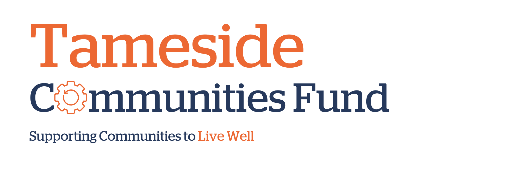 Tameside
Communities Fund
Supporting Communities to Live Well